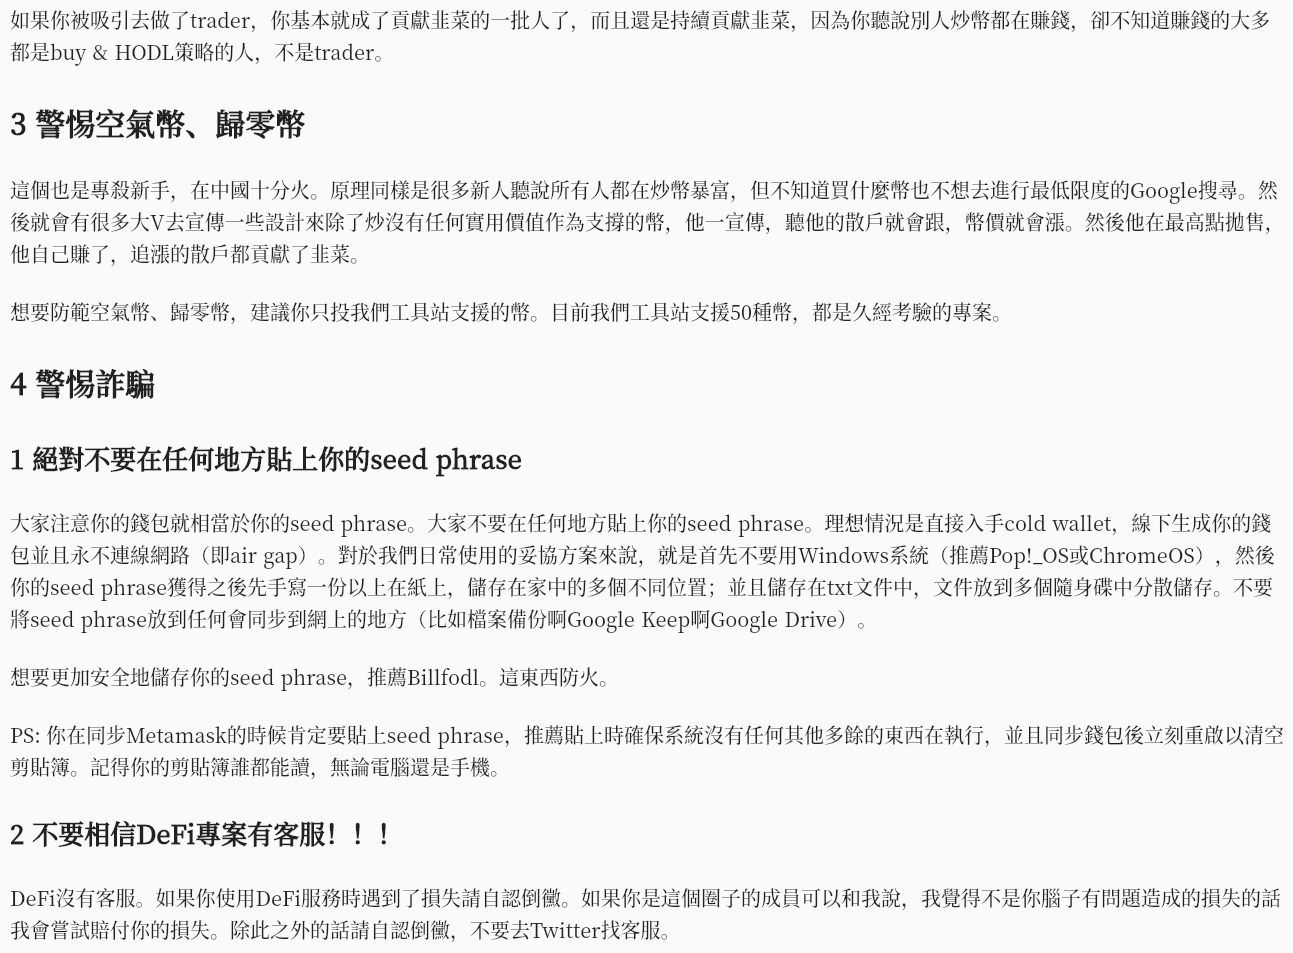 如果你被吸引去做了trader，你基本就成了貢獻韭菜的一批人了，而且還是持續貢獻韭菜，因為你聽說別人炒幣都在賺錢，卻不知道賺錢的大多
都是buy & HODL策略的人，不是trader。
3 警惕空氣幣、歸零幣
這個也是專殺新手，在中國十分火。原理同樣是很多新人聽說所有人都在炒幣暴富，但不知道買什麼幣也不想去進行最低限度的Google搜尋。然
後就會有很多大V去宣傳一些設計來除了炒沒有任何實用價值作為支撐的幣，他一宣傳，聽他的散戶就會跟，幣價就會漲。然後他在最高點拋售，
他自己賺了，追漲的散戶都貢獻了韭菜。
想要防範空氣幣、歸零幣，建議你只投我們工具站支援的幣。目前我們工具站支援50種幣，都是久經考驗的專案。
4 警惕詐騙
1 絕對不要在任何地方貼上你的seed phrase
大家注意你的錢包就相當於你的seed phrase。大家不要在任何地方貼上你的seed phrase。理想情況是直接入手cold wallet，線下生成你的錢
包並且永不連線網路（即air gap）。對於我們日常使用的妥協方案來說，就是首先不要用Windows系統（推薦Pop!_OS或ChromeOS），然後
你的seed phrase獲得之後先手寫一份以上在紙上，儲存在家中的多個不同位置；並且儲存在txt文件中，文件放到多個隨身碟中分散儲存。不要
將seed phrase放到任何會同步到網上的地方（比如檔案備份啊Google Keep啊Google Drive）。
想要更加安全地儲存你的seed phrase，推薦Billfodl。這東西防火。
PS: 你在同步Metamask的時候肯定要貼上seed phrase，推薦貼上時確保系統沒有任何其他多餘的東西在執行，並且同步錢包後立刻重啟以清空
剪貼簿。記得你的剪貼簿誰都能讀，無論電腦還是手機。
2 不要相信DeFi專案有客服！！！
DeFi沒有客服。如果你使用DeFi服務時遇到了損失請自認倒黴。如果你是這個圈子的成員可以和我說，我覺得不是你腦子有問題造成的損失的話
我會嘗試賠付你的損失。除此之外的話請自認倒黴，不要去Twitter找客服。